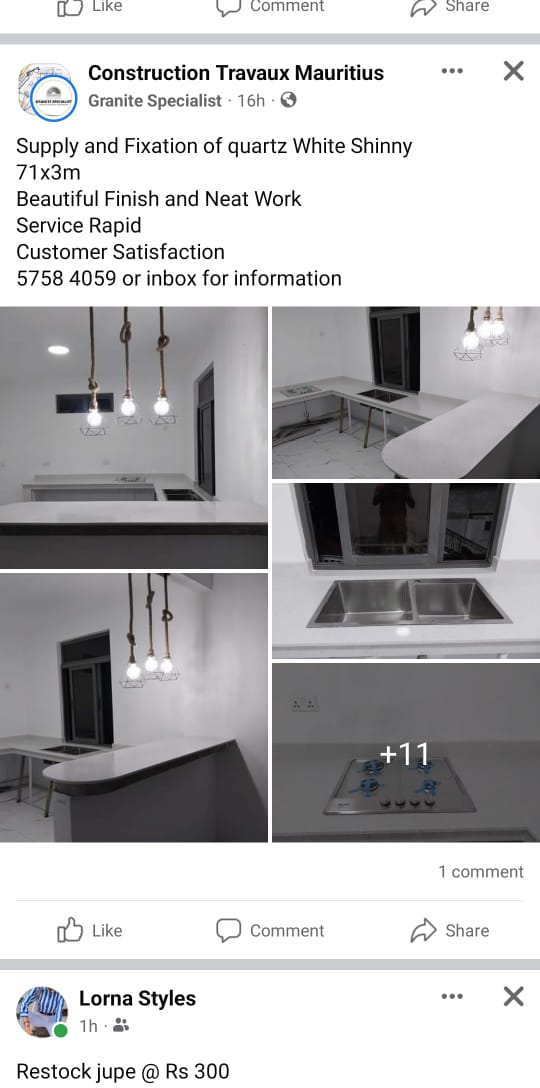 Like
Comment
Share
Construction Travaux Mauritius
GRANITE SPECIALIST
Granite Specialist · 16h ·
Supply and Fixation of quartz White Shinny
71x3m
Beautiful Finish and Neat Work
Service Rapid
Customer Satisfaction
5758 4059 or inbox for information
+11
1 comment
Like
Comment
Share
Lorna Styles
1h ·
Restock jupe @ Rs 300